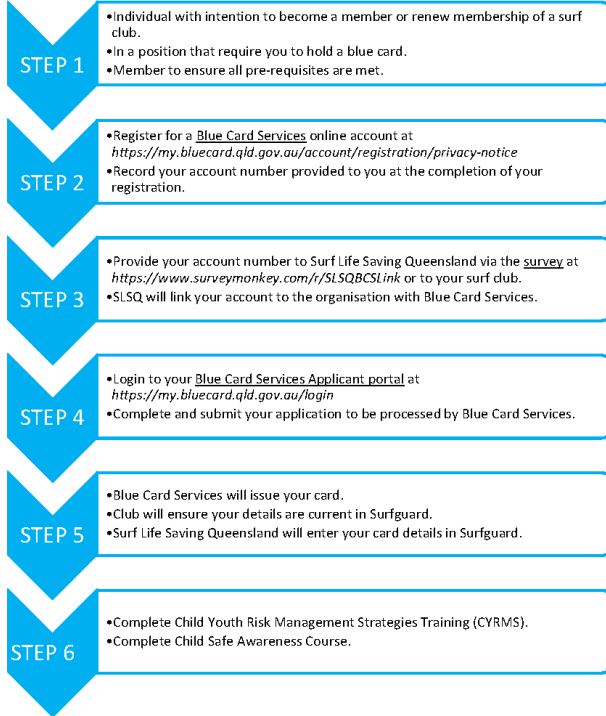 STEP 1
•Individual with intention to become a member or renew membership of a surf
club.
•In a position that require you to hold a blue card.
•Member to ensure all pre-requisites are met.
STEP 2
•Register for a Blue Card Services online account at
https://my.bluecard.qld.gov.au/account/registration/privacy-notice
•Record your account number provided to you at the completion of your
registration.
STEP 3
•Provide your account number to Surf Life Saving Queensland via the survey at
https://www.surveymonkey.com/r/SLSQBCSLink or to your surf club.
•SLSQ will link your account to the organisation with Blue Card Services.
STEP 4
•Login to your Blue Card Services Applicant portal at
https://my.bluecard.qld.gov.au/login
•Complete and submit your application to be processed by Blue Card Services.
STEP 5
•Blue Card Services will issue your card.
•Club will ensure your details are current in Surfguard.
•Surf Life Saving Queensland will enter your card details in Surfguard.
STEP 6
•Complete Child Youth Risk Management Strategies Training (CYRMS).
•Complete Child Safe Awareness Course.